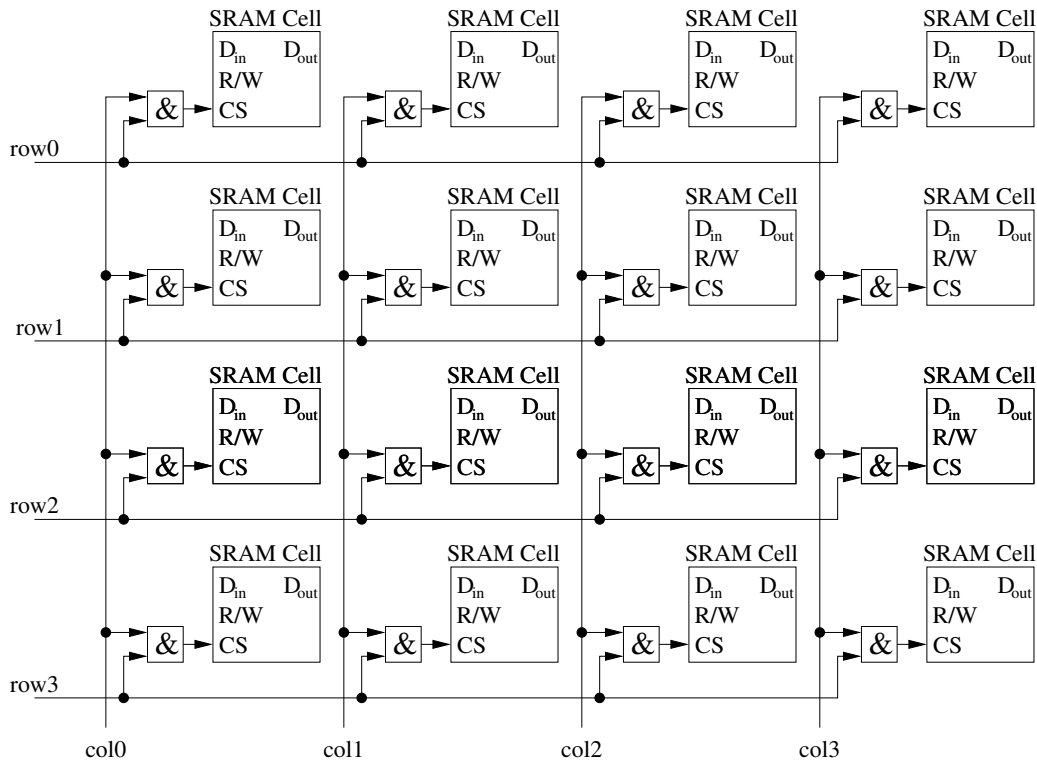 SRAM Cell SRAM Cell SRAM Cell SRAM Cell
Din Dout Din Dout Din Dout Din Dout
R/W R/W R/W R/W
& CS & CS & CS & CS
row0
SRAM Cell SRAM Cell SRAM Cell SRAM Cell
Din Dout Din Dout Din Dout Din Dout
R/W R/W R/W R/W
& CS & CS & CS & CS
row1
SRAM Cell SRAM Cell SRAM Cell SRAM Cell
Din Dout Din Dout Din Dout Din Dout
R/W R/W R/W R/W
& CS & CS & CS & CS
row2
SRAM Cell SRAM Cell SRAM Cell SRAM Cell
Din Dout Din Dout Din Dout Din Dout
R/W R/W R/W R/W
& CS & CS & CS & CS
row3
col0 col1 col2 col3